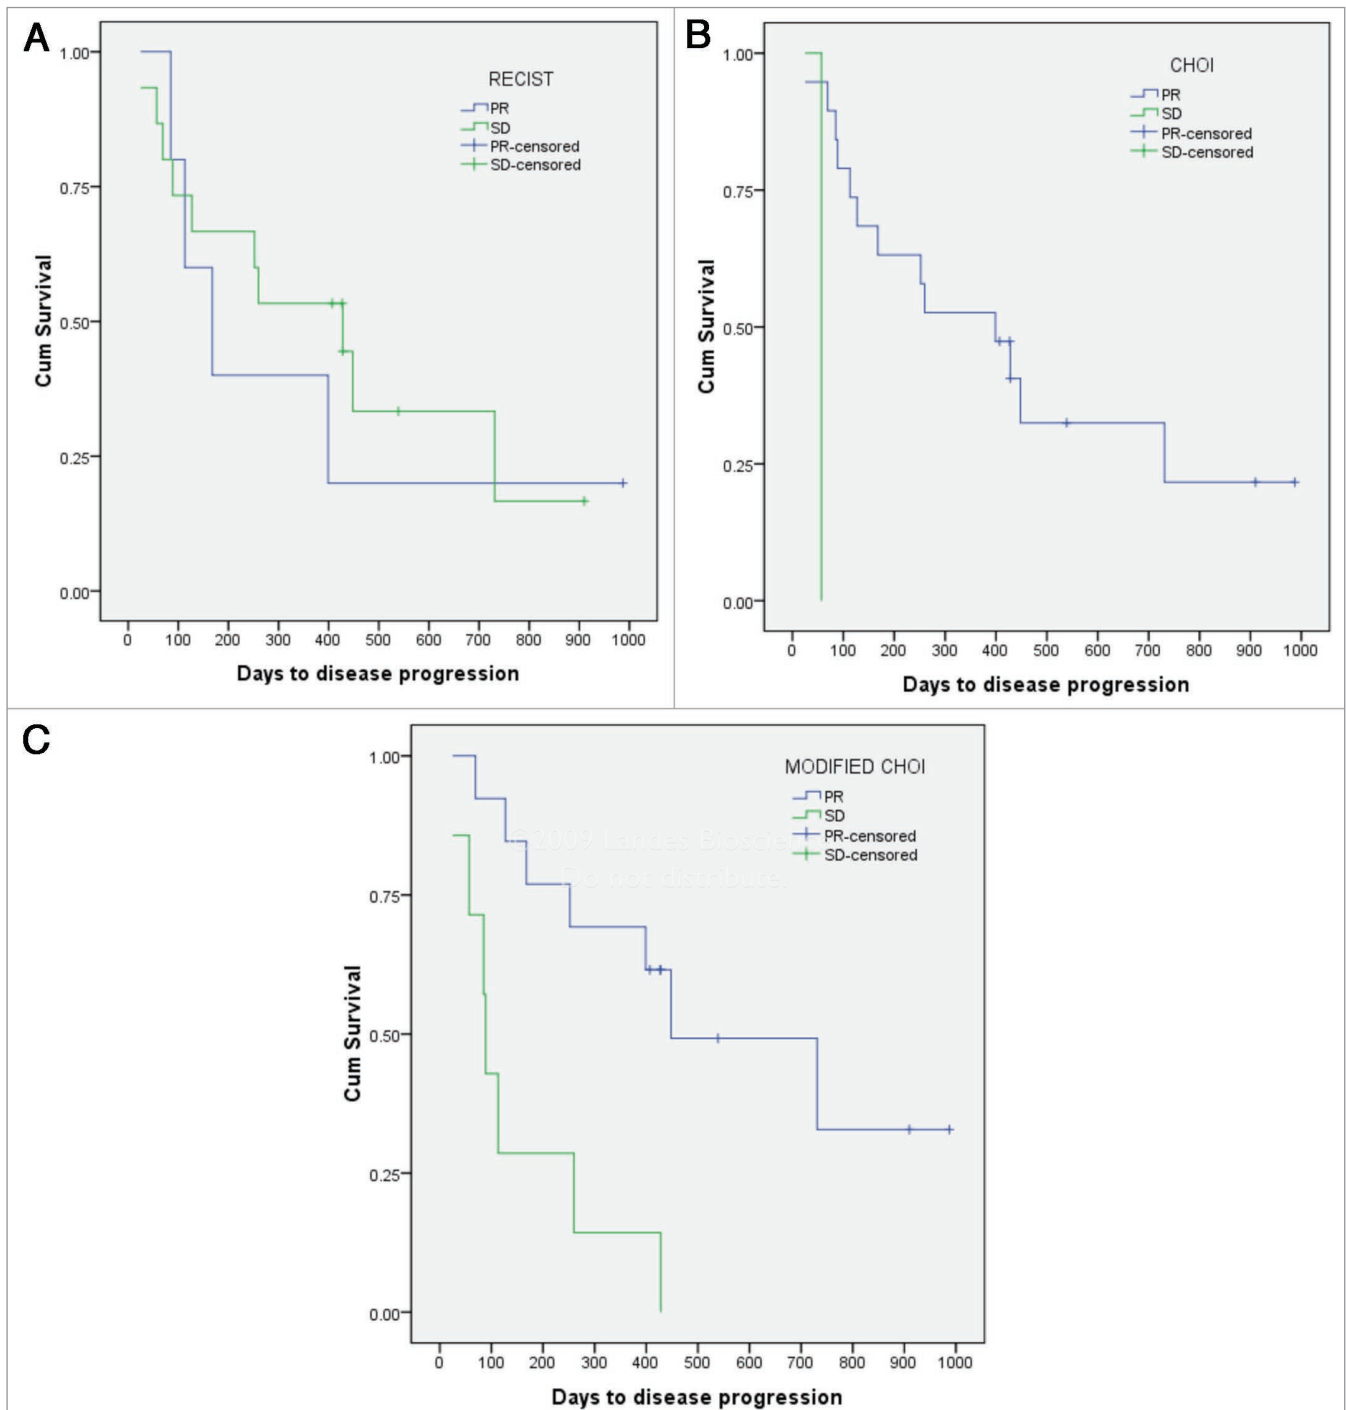 A
RECIST
PR
SD
PR-censored
SD-censored
1.00
0.75
0.50
0.25
0.00
Cum Survival
0 100 200 300 400 500 600 700 800 900 1000
Days to disease progression
B
CHOI
PR
SD
PR-censored
SD-censored
1.00
0.75
0.50
0.25
0.00
Cum Survival
0 100 200 300 400 500 600 700 800 900 1000
Days to disease progression
C
MODIFIED CHOI
PR
SD
PR-censored
SD-censored
©2009 Landes
Do not distribute.
1.00
0.75
0.50
0.25
0.00
Cum Survival
0 100 200 300 400 500 600 700 800 900 1000
Days to disease progression